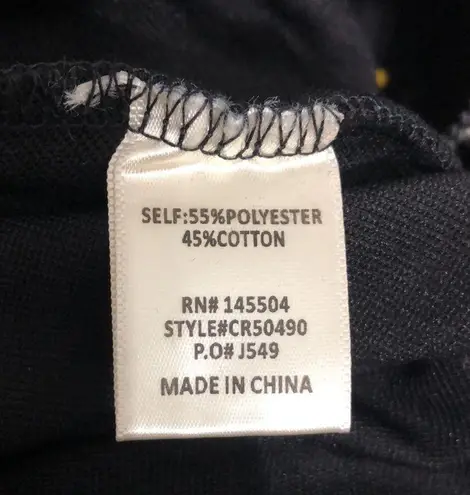 SELF:55%POLYESTER
45%COTTON
RN# 145504
STYLE#CR50490
P.O# J549
MADE IN CHINA